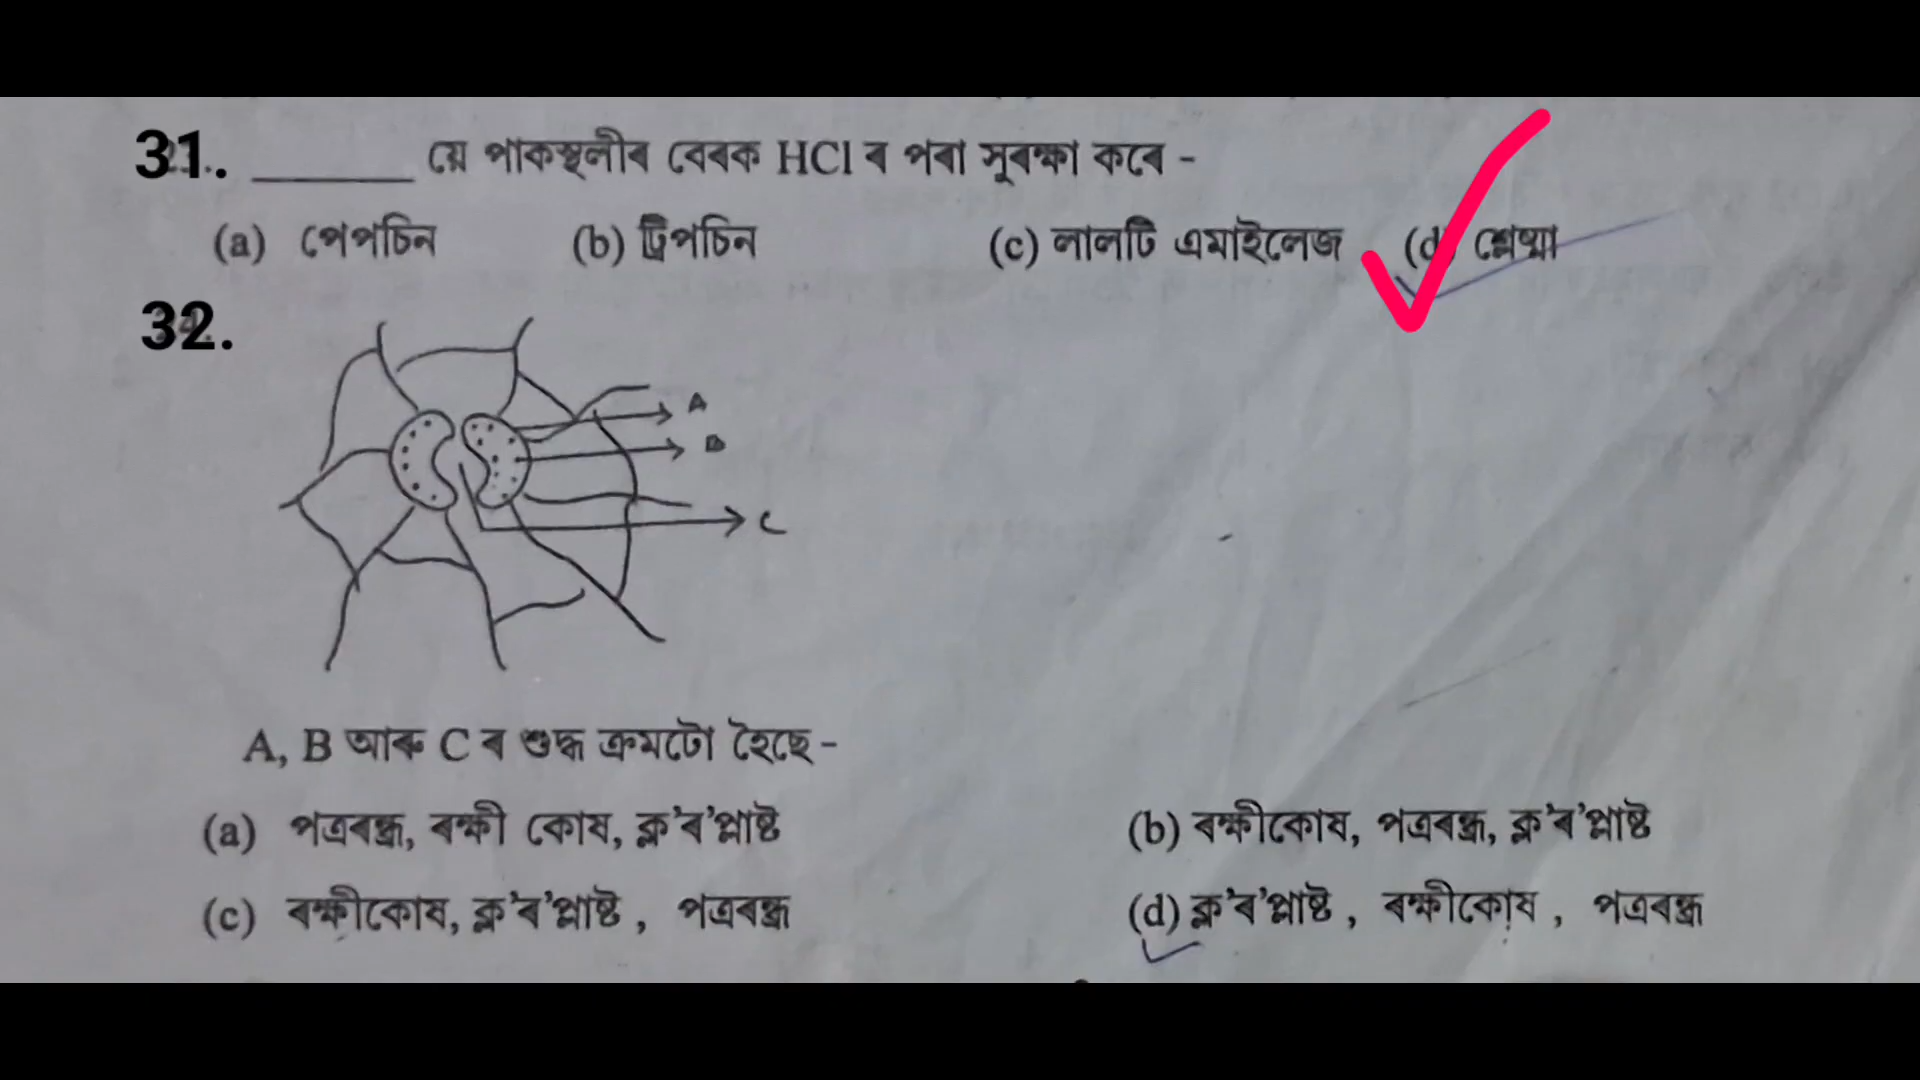 31. ______ য়ে পাকস্থলীৰ বেৰক HCl ৰ পৰা সুৰক্ষা কৰে -
(a) পেপচিন (b) ট্ৰিপচিন (c) লালটি এমাইলেজ (d) শ্লেষ্মা
32.
A
B
C
A, B আৰু C ৰ শুদ্ধ ক্ৰমটো হৈছে -
(a) পত্ৰৰন্ধ্ৰ, ৰক্ষী কোষ, ক্ল'ৰ'প্লাষ্ট (b) ৰক্ষীকোষ, পত্ৰৰন্ধ্ৰ, ক্ল'ৰ'প্লাষ্ট
(c) ৰক্ষীকোষ, ক্ল'ৰ'প্লাষ্ট , পত্ৰৰন্ধ্ৰ (d) ক্ল'ৰ'প্লাষ্ট , ৰক্ষীকোষ , পত্ৰৰন্ধ্ৰ